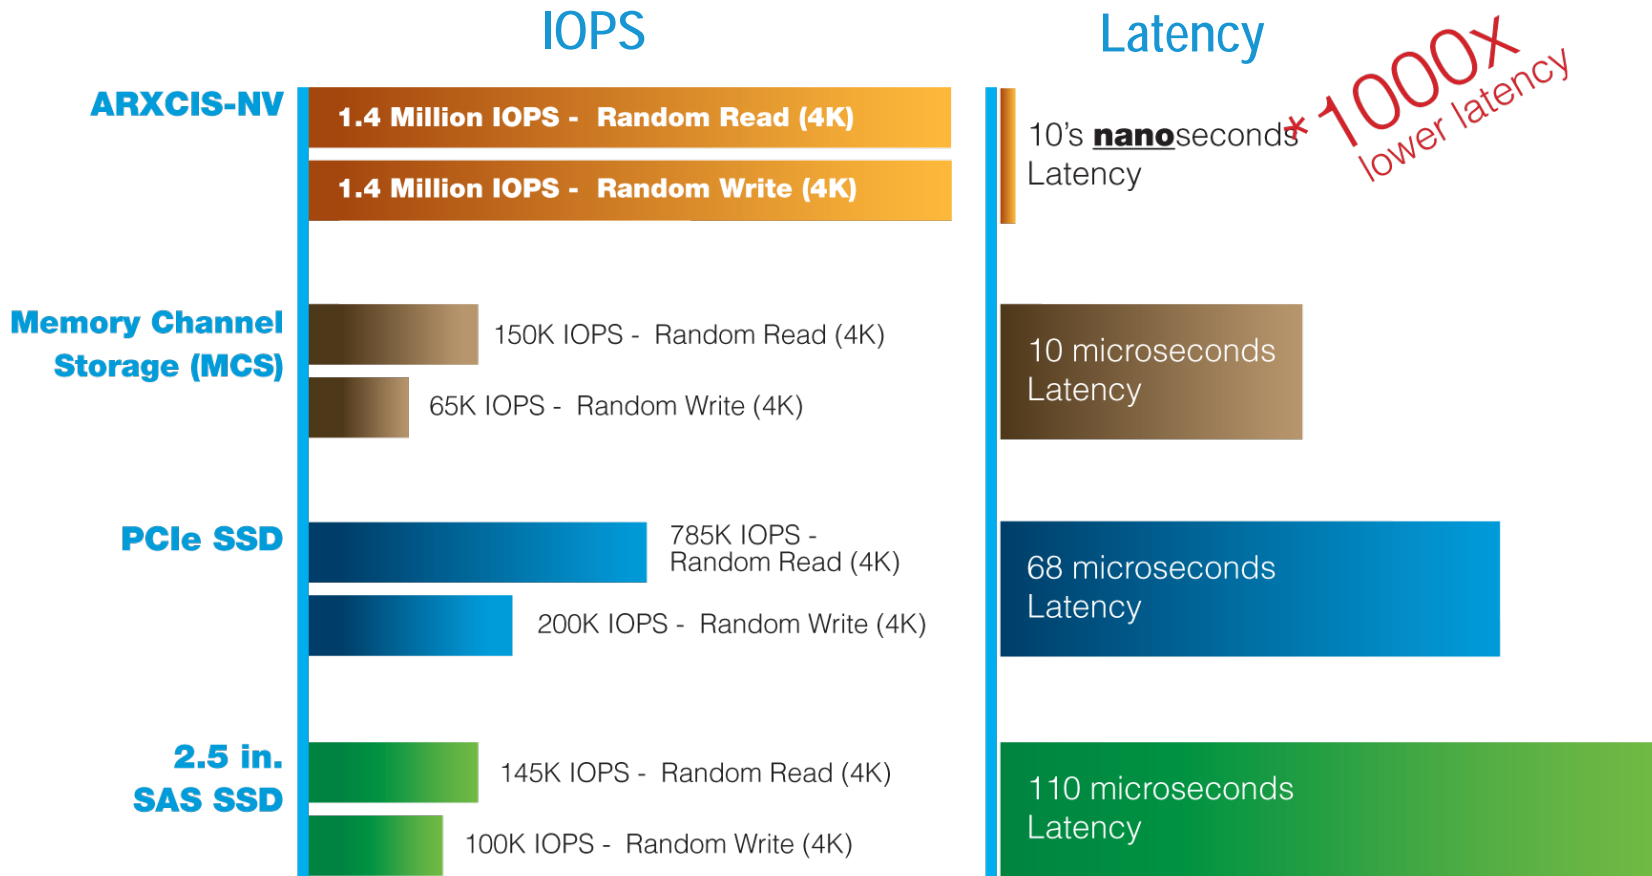 IOPS
Latency
*1000x
lower latency
ARXCIS-NV
1.4 Million IOPS - Random Read (4K)
1.4 Million IOPS - Random Write (4K)
10's nanoseconds
Latency
Memory Channel
Storage (MCS)
150K IOPS - Random Read (4K)
65K IOPS - Random Write (4K)
10 microseconds
Latency
PCIe SSD
785K IOPS -
Random Read (4K)
200K IOPS - Random Write (4K)
68 microseconds
Latency
2.5 in.
SAS SSD
145K IOPS - Random Read (4K)
100K IOPS - Random Write (4K)
110 microseconds
Latency